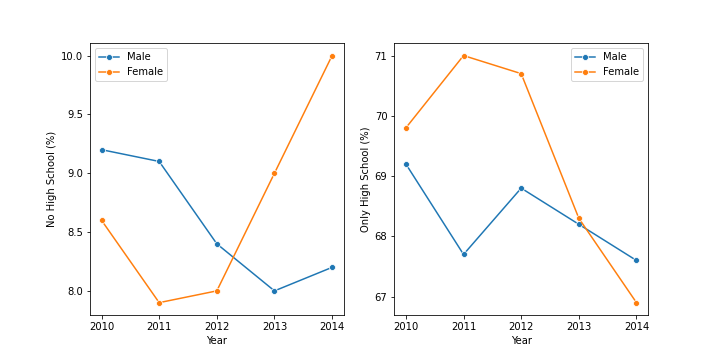 Male
Female
10.0
9.5
9.0
8.5
8.0
No High School (%)
2010 2011 2012 2013 2014
Year
Male
Female
71
70
69
68
67
Only High School (%)
2010 2011 2012 2013 2014
Year